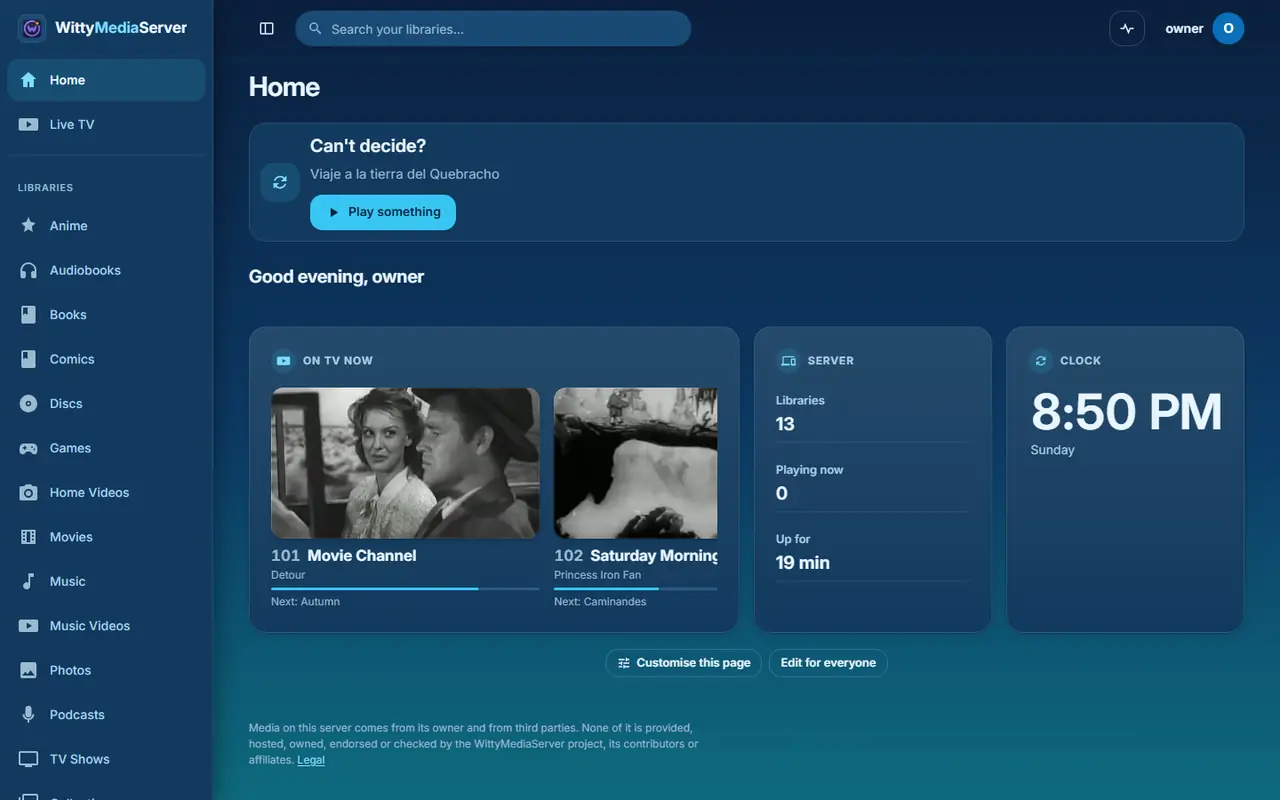 WittyMediaServer
Search your libraries...
owner
O
Home
Live TV
LIBRARIES
Anime
Audiobooks
Books
Comics
Discs
Games
Home Videos
Movies
Music
Music Videos
Photos
Podcasts
TV Shows
Home
Can't decide?
Viaje a la tierra del Quebracho
Play something
Good evening, owner
ON TV NOW
101 Movie Channel
Detour
Next: Autumn
102 Saturday Morning
Princess Iron Fan
Next: Caminandes
SERVER
Libraries
13
Playing now
0
Up for
19 min
CLOCK
8:50 PM
Sunday
Customise this page
Edit for everyone
Media on this server comes from its owner and from third parties. None of it is provided,
hosted, owned, endorsed or checked by the WittyMediaServer project, its contributors or
affiliates. Legal